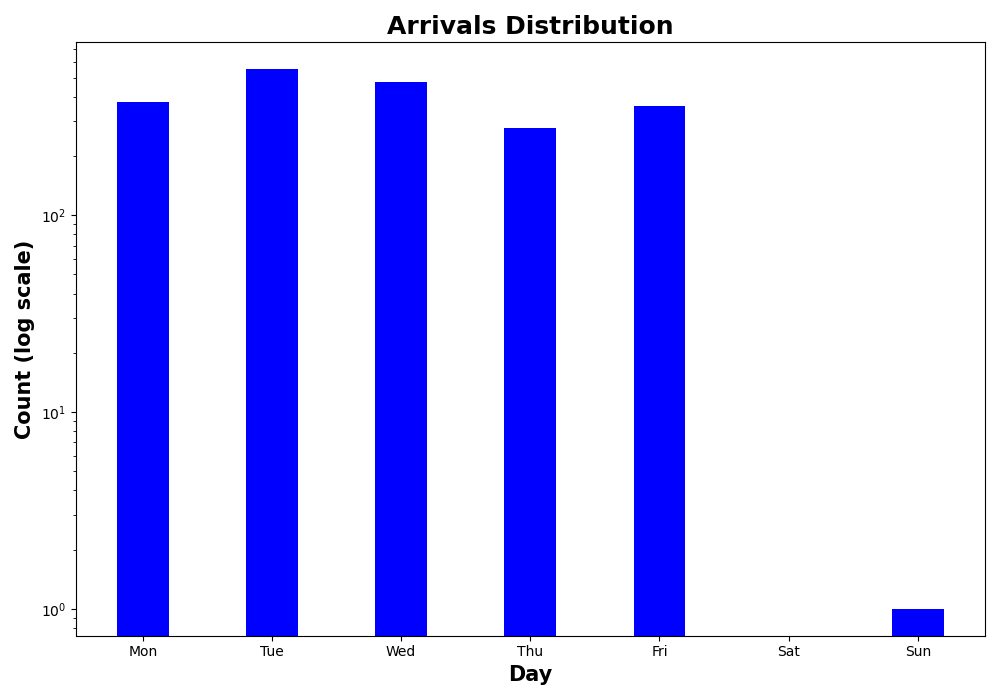 Arrivals Distribution
Count (log scale)
10²
10¹
10⁰
Mon Tue Wed Thu Fri Sat Sun
Day